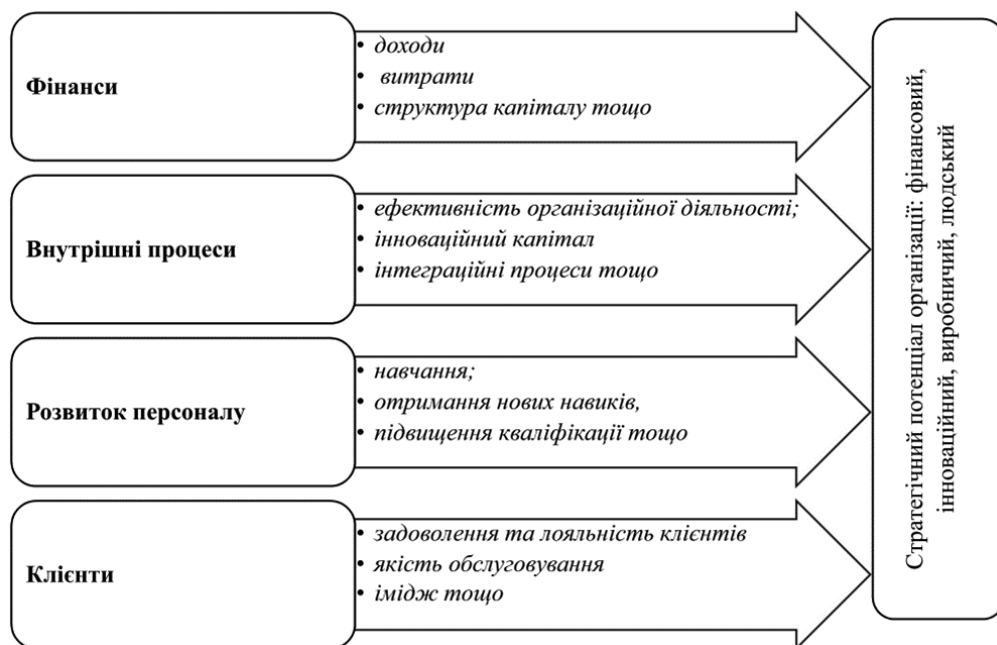 Фінанси
• доходи
• витрати
• структура капіталу тощо
Внутрішні процеси
• ефективність організаційної діяльності;
• інноваційний капітал
• інтеграційні процеси тощо
Розвиток персоналу
• навчання;
• отримання нових навиків,
• підвищення кваліфікації тощо
Клієнти
• задоволення та лояльність клієнтів
• якість обслуговування
• імідж тощо
Стратегічний потенціал організації: фінансовий,
інноваційний, виробничий, людський